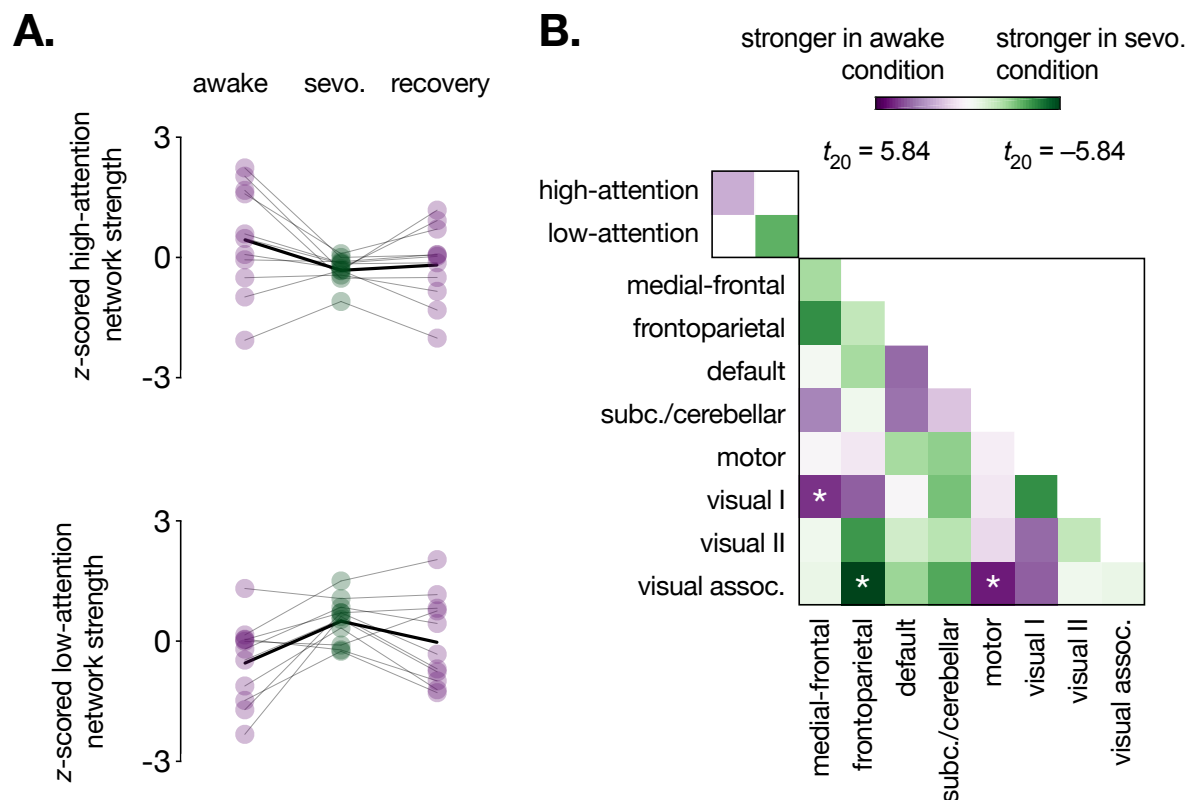 A.
awake sevo. recovery
z-scored high-attention
network strength
3
0
-3
z-scored low-attention
network strength
3
0
-3
B.
stronger in awake
condition
stronger in sevo.
condition
t20 = 5.84
t20 = –5.84
high-attention
low-attention
medial-frontal
frontoparietal
default
subc./cerebellar
motor
visual I
*
visual II
visual assoc.
* *
medial-frontal
frontoparietal
default
subc./cerebellar
motor
visual I
visual II
visual assoc.